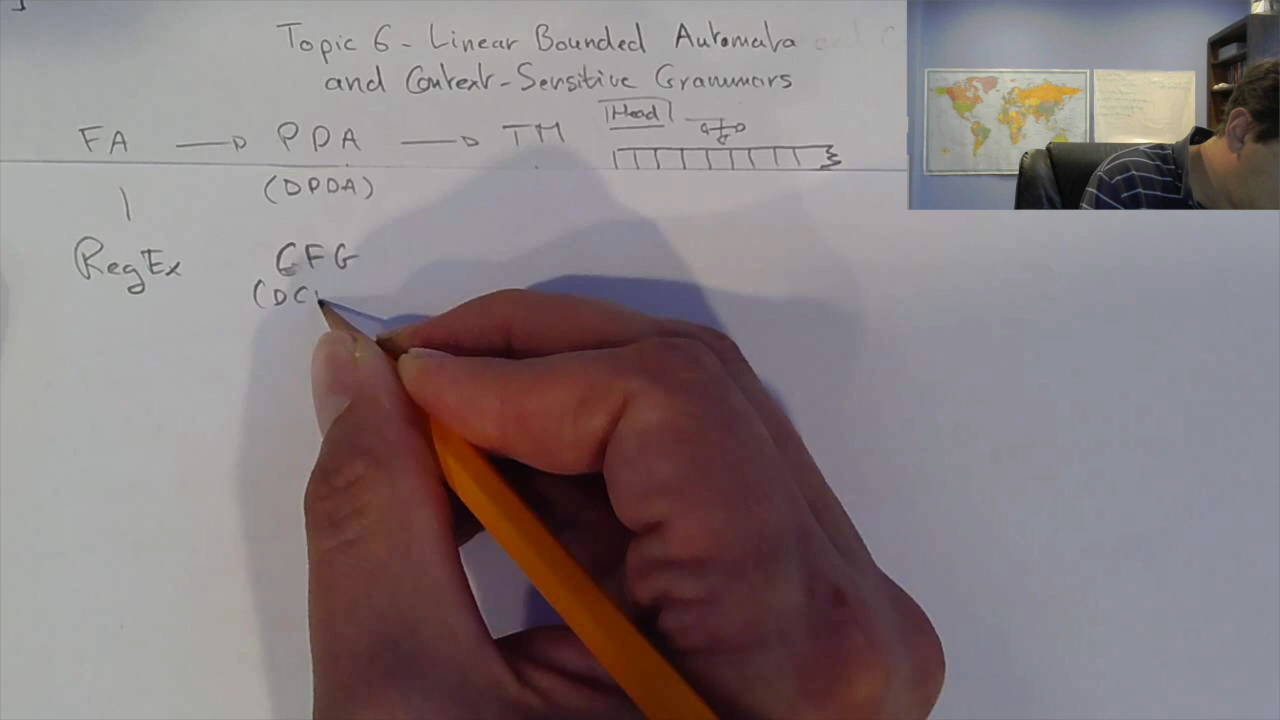 Topic 6 - Linear Bounded Automata
and Context-Sensitive Grammars
Head
FA → PDA → TM
(DPDA)
RegEx CFG
(DC